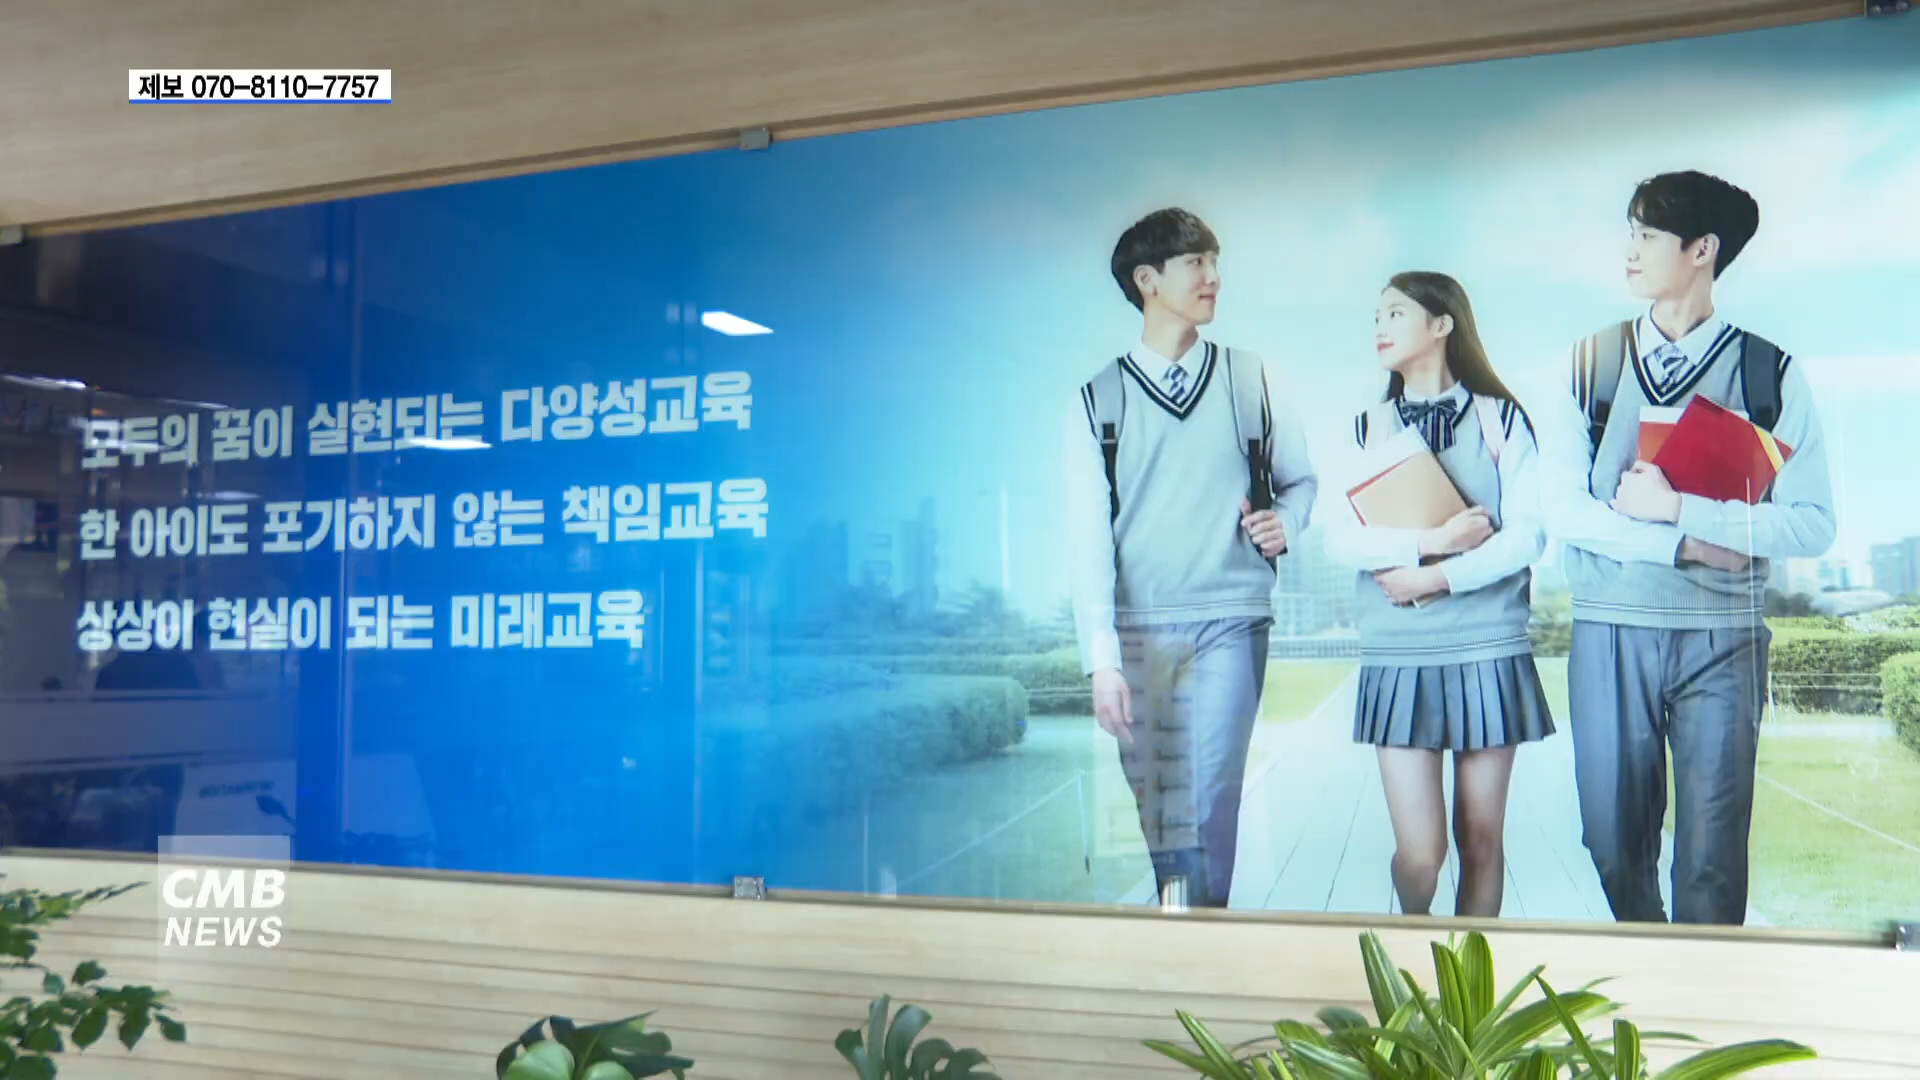 제보 070-8110-7757
모두의 꿈이 실현되는 다양성교육
한 아이도 포기하지 않는 책임교육
상상이 현실이 되는 미래교육
CMB
NEWS